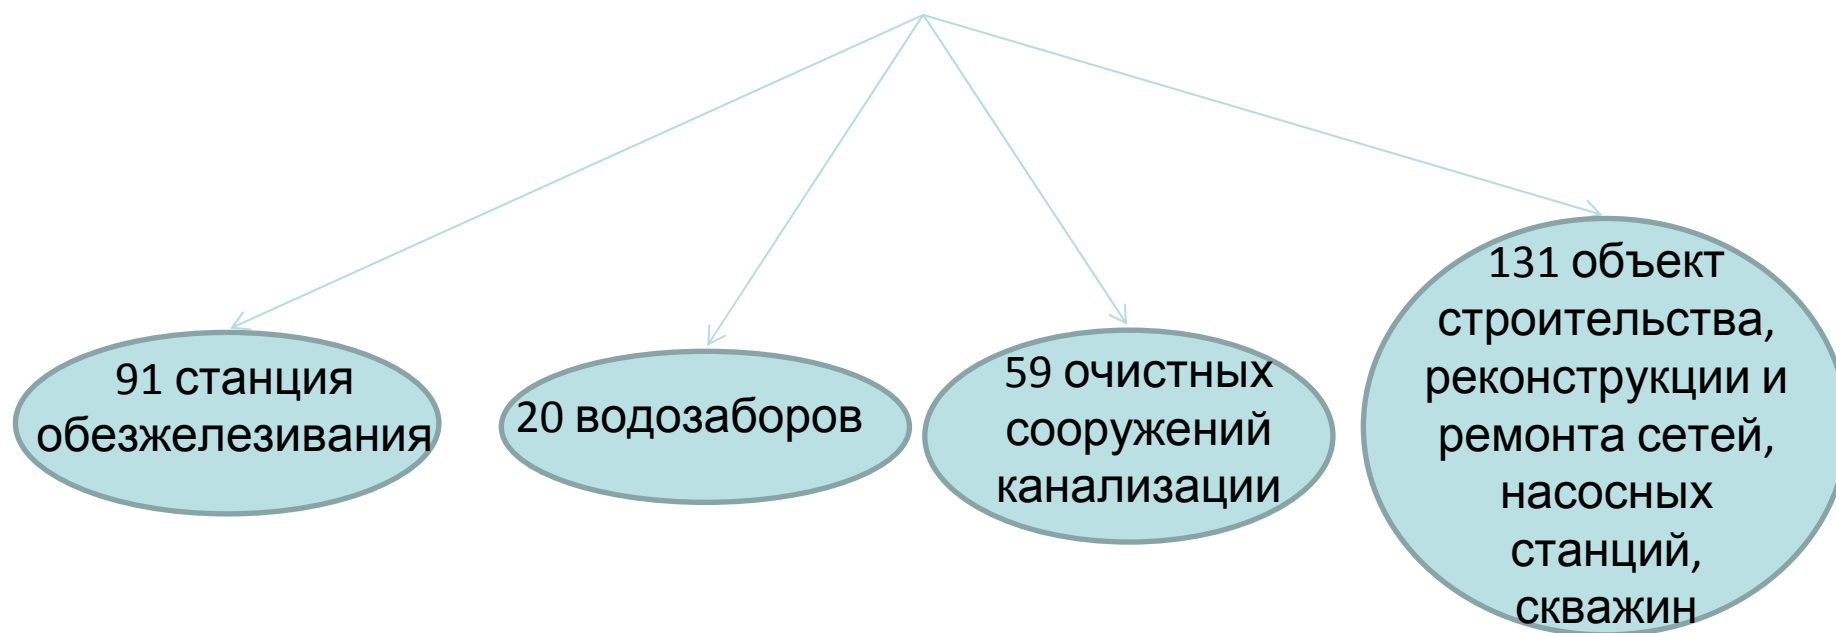 91 станция
обезжелезивания
20 водозаборов
59 очистных
сооружений
канализации
131 объект
строительства,
реконструкции и
ремонта сетей,
насосных
станций,
скважин